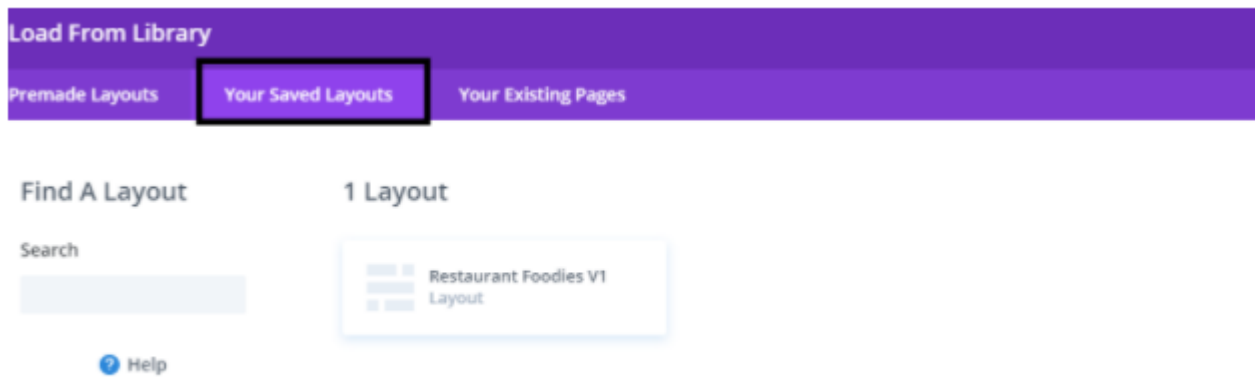 Load From Library
Premade Layouts Your Saved Layouts Your Existing Pages
Find A Layout
1 Layout
Search
Restaurant Foodies V1
Layout
Help